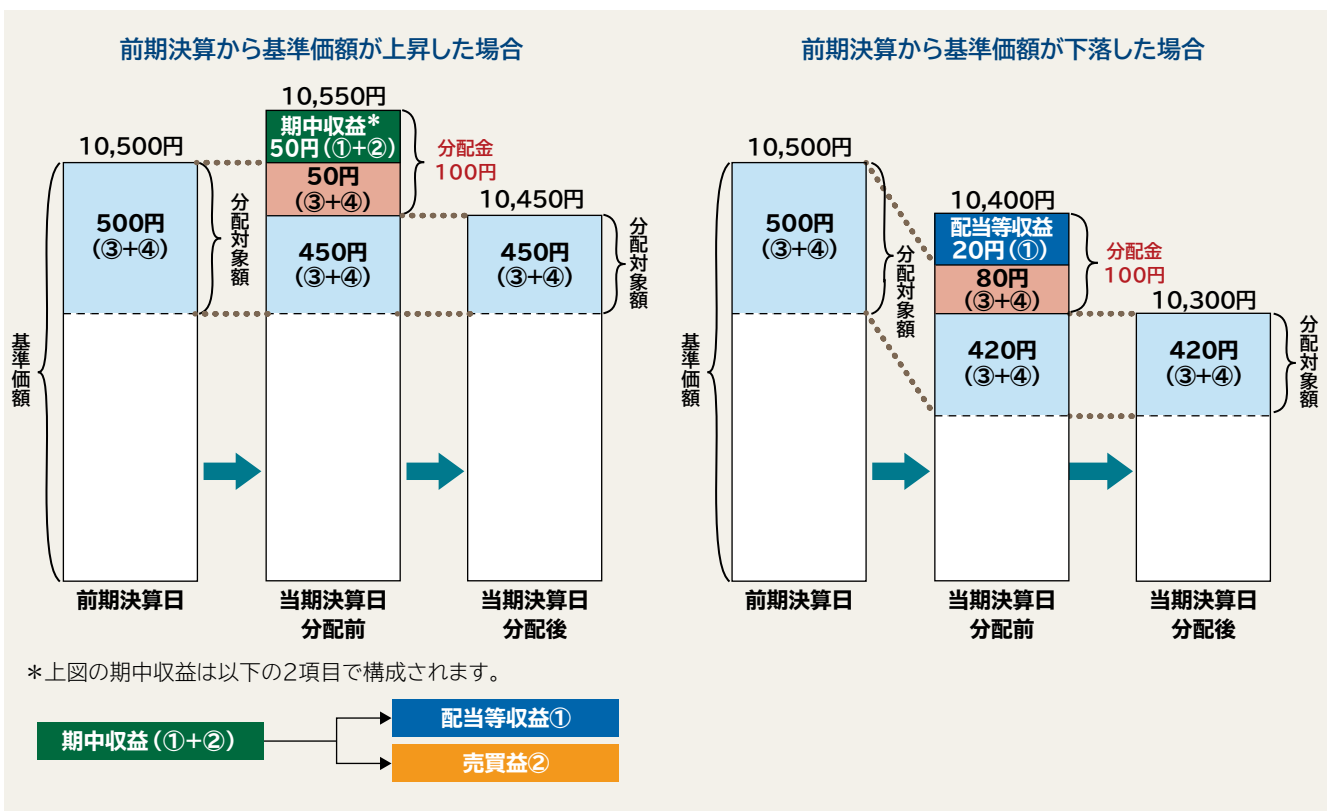 前期決算から基準価額が上昇した場合
10,500円
500円
(③+④)
分配対象額
基準価額
前期決算日
10,550円
期中収益*
50円(①+②)
50円
(③+④)
450円
(③+④)
分配金
100円
当期決算日
分配前
10,450円
450円
(③+④)
分配対象額
当期決算日
分配後
前期決算から基準価額が下落した場合
10,500円
500円
(③+④)
分配対象額
基準価額
前期決算日
10,400円
配当等収益
20円(①)
80円
(③+④)
420円
(③+④)
分配金
100円
当期決算日
分配前
10,300円
420円
(③+④)
分配対象額
当期決算日
分配後
*上図の期中収益は以下の2項目で構成されます。
期中収益(①+②)
配当等収益①
売買益②